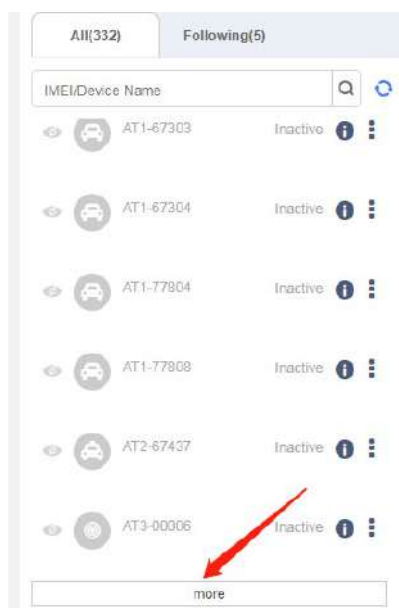 All(332) Following(5)
IMEI/Device Name
AT1-67303 Inactive
AT1-67304 Inactive
AT1-77804 Inactive
AT1-77808 Inactive
AT2-67437 Inactive
AT3-00006 Inactive
more